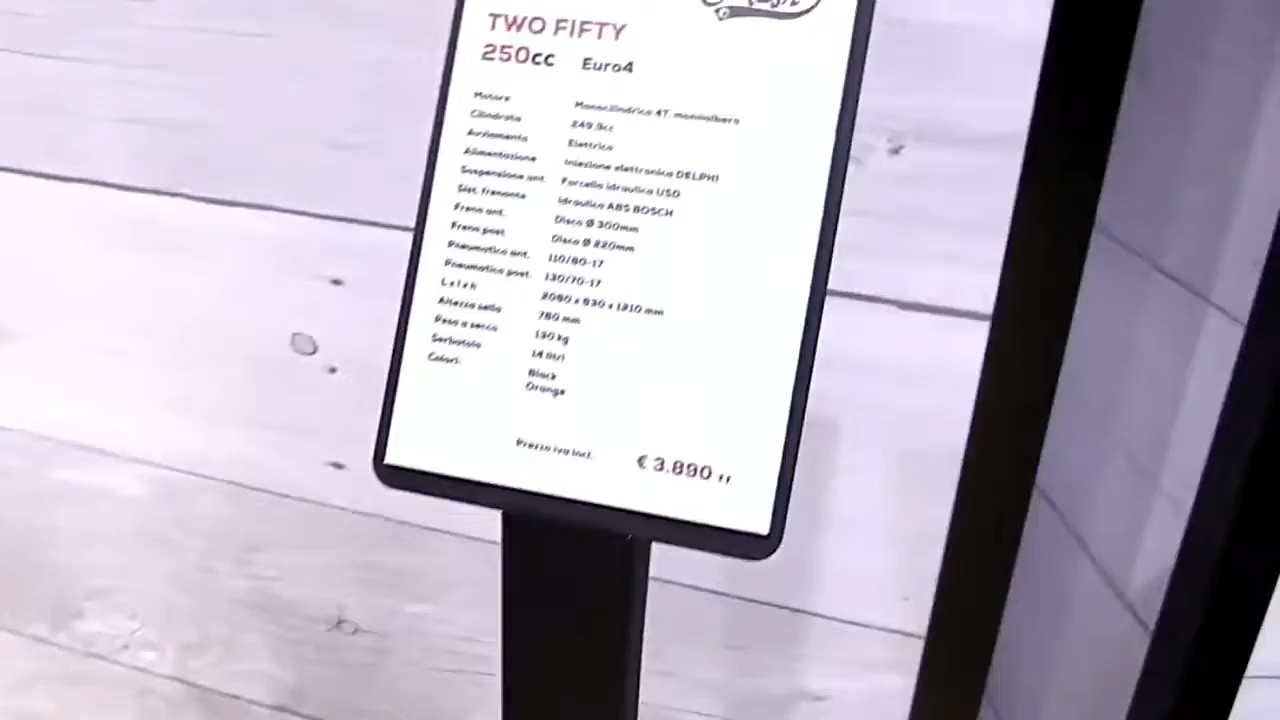 TWO FIFTY
250cc Euro4
Motore Monocilindrico 4T monoalbero
Cilindrata 249.9cc
Avviamento Elettrico
Alimentazione Iniezione elettronica DELPHI
Suspensione ant. Forcella idraulica USD
Sist. frenante Idraulico ABS BOSCH
Freno ant. Disco Ø 300mm
Freno post. Disco Ø 220mm
Pneumatico ant. 110/80-17
Pneumatico post. 130/70-17
L x l x h 2080 x 830 x 1210 mm
Altezza sella 780 mm
Peso a secco 130 kg
Serbatoio 14 litri
Colori: Black
Orange
Prezzo iva incl. € 3.890